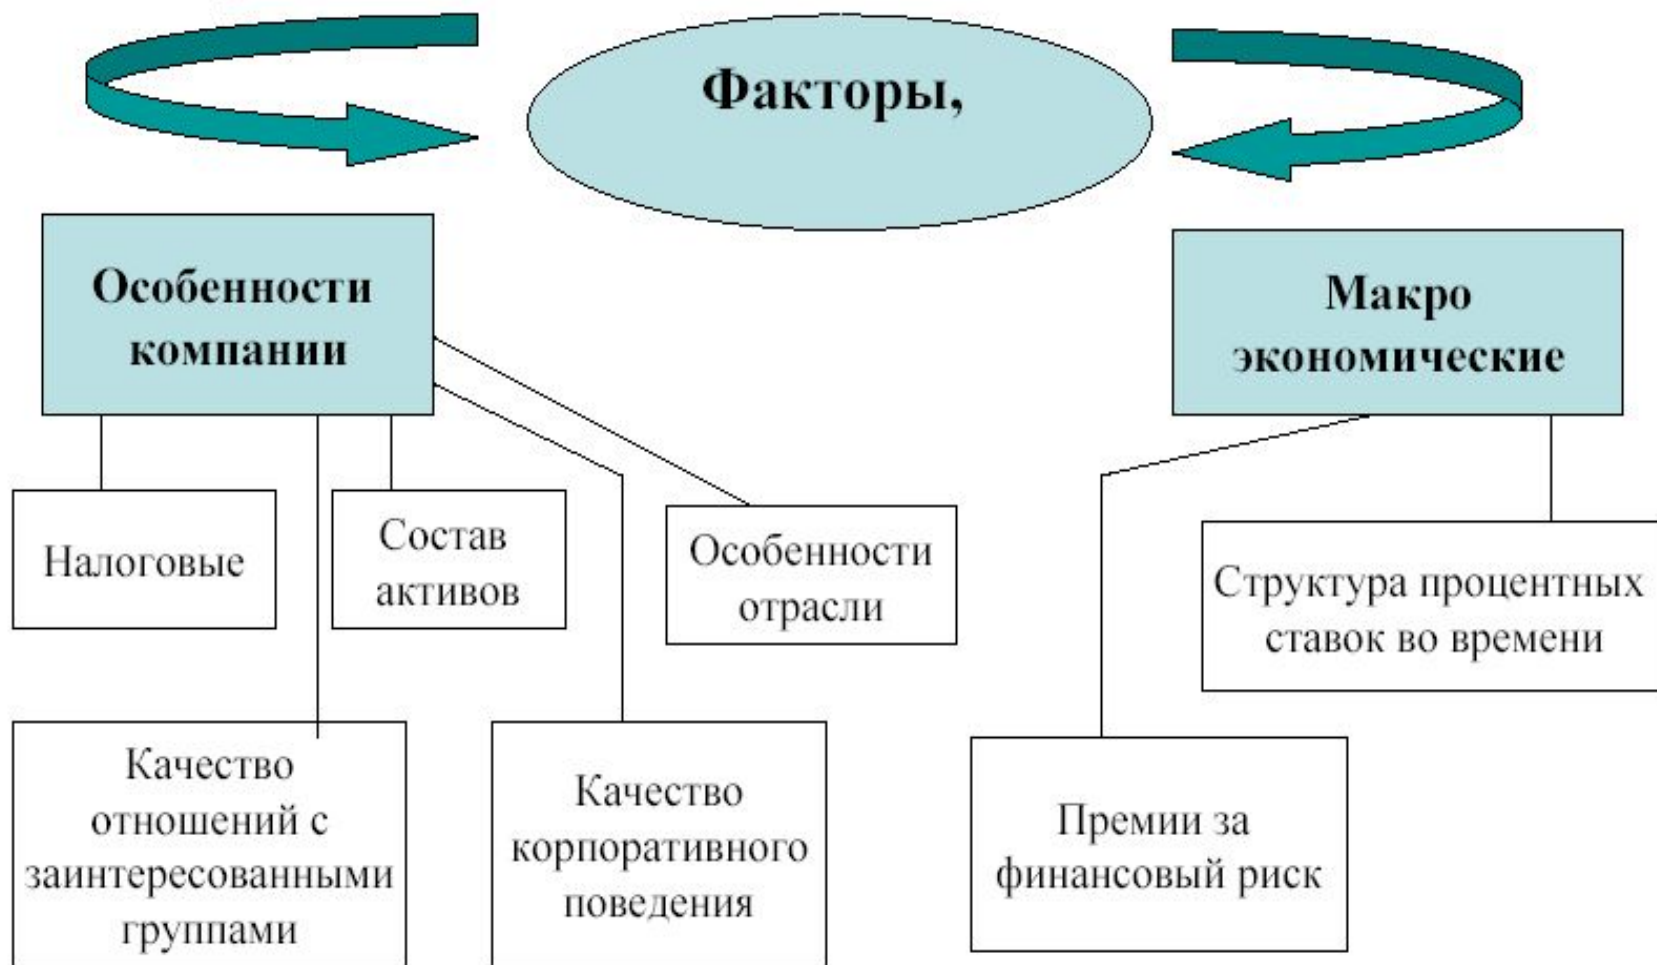 Факторы,
Особенности
компании
Макро
экономические
Налоговые
Состав
активов
Особенности
отрасли
Структура процентных
ставок во времени
Качество
отношений с
заинтересованными
группами
Качество
корпоративного
поведения
Премии за
финансовый риск